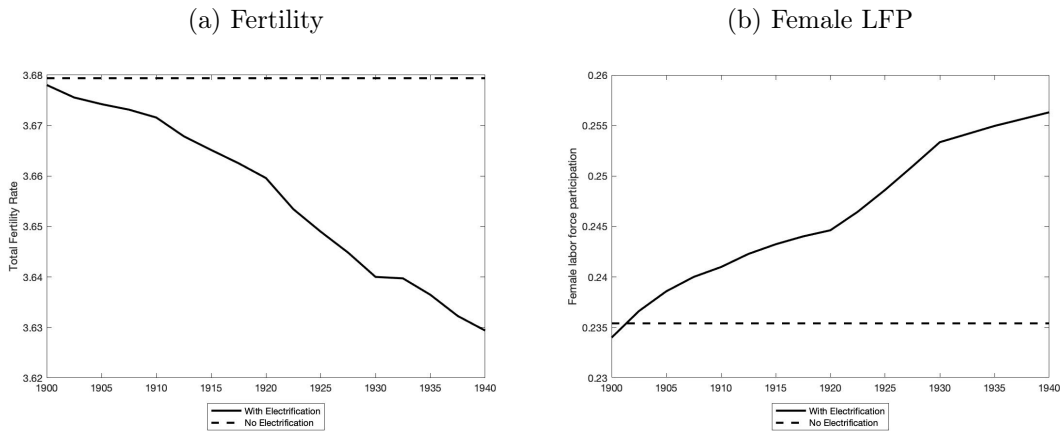 (a) Fertility
Total Fertility Rate
3.68
3.67
3.66
3.65
3.64
3.63
3.62
1900 1905 1910 1915 1920 1925 1930 1935 1940
With Electrification
No Electrification
(b) Female LFP
Female labor force participation
0.26
0.255
0.25
0.245
0.24
0.235
0.23
1900 1905 1910 1915 1920 1925 1930 1935 1940
With Electrification
No Electrification